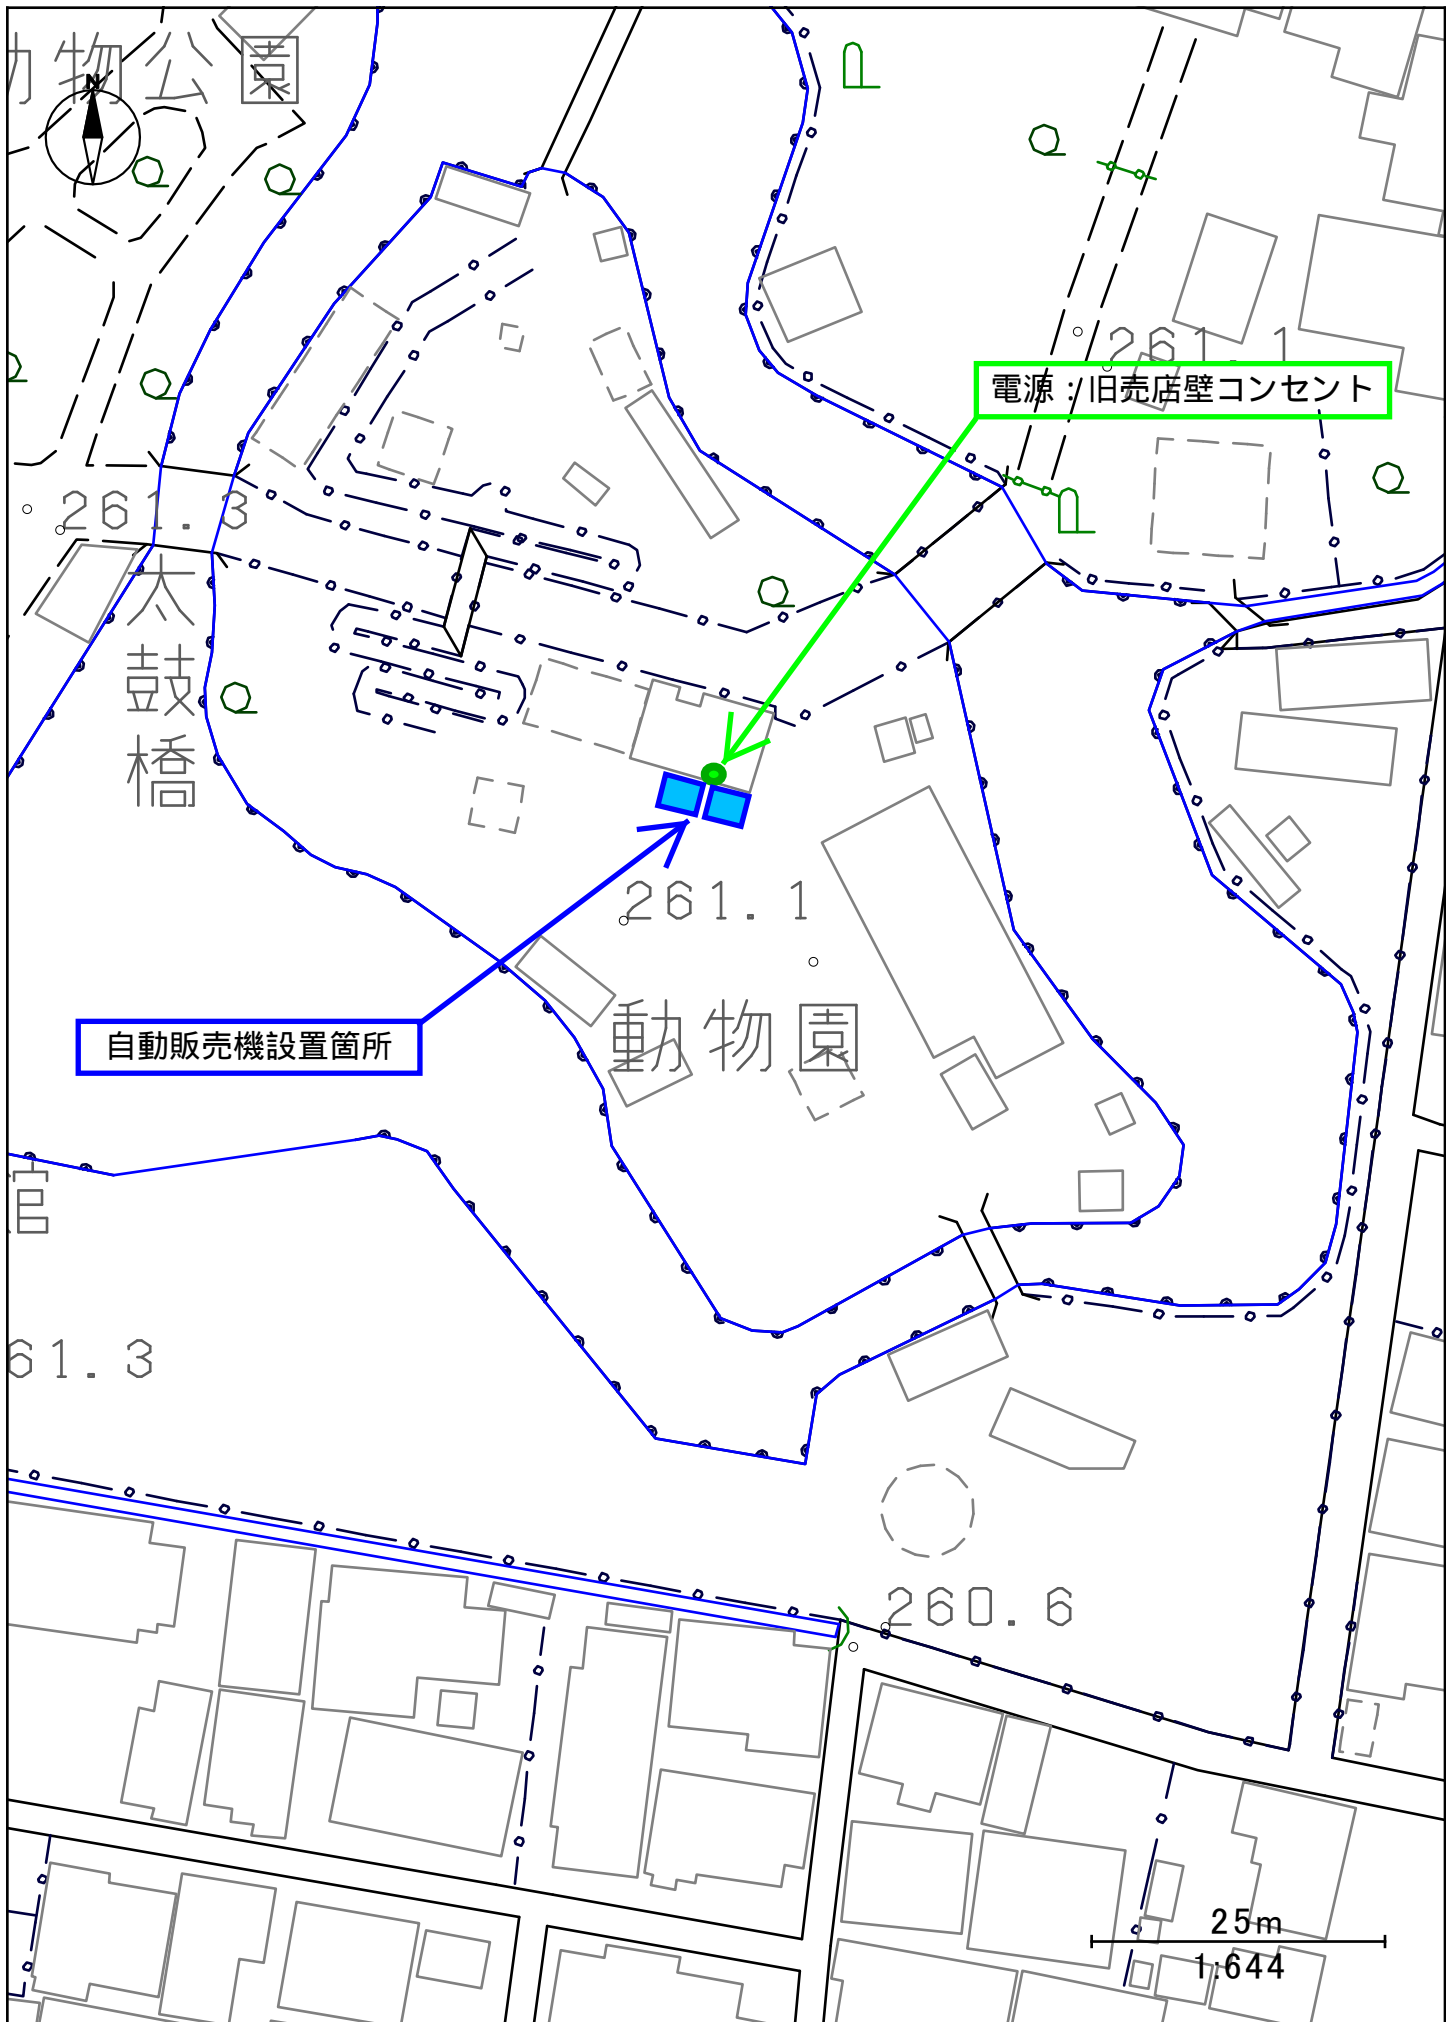 動物公園
N
261.1
電源：旧売店壁コンセント
261.3
太鼓橋
261.1
動物園
自動販売機設置箇所
館
61.3
260.6
25m
1:644